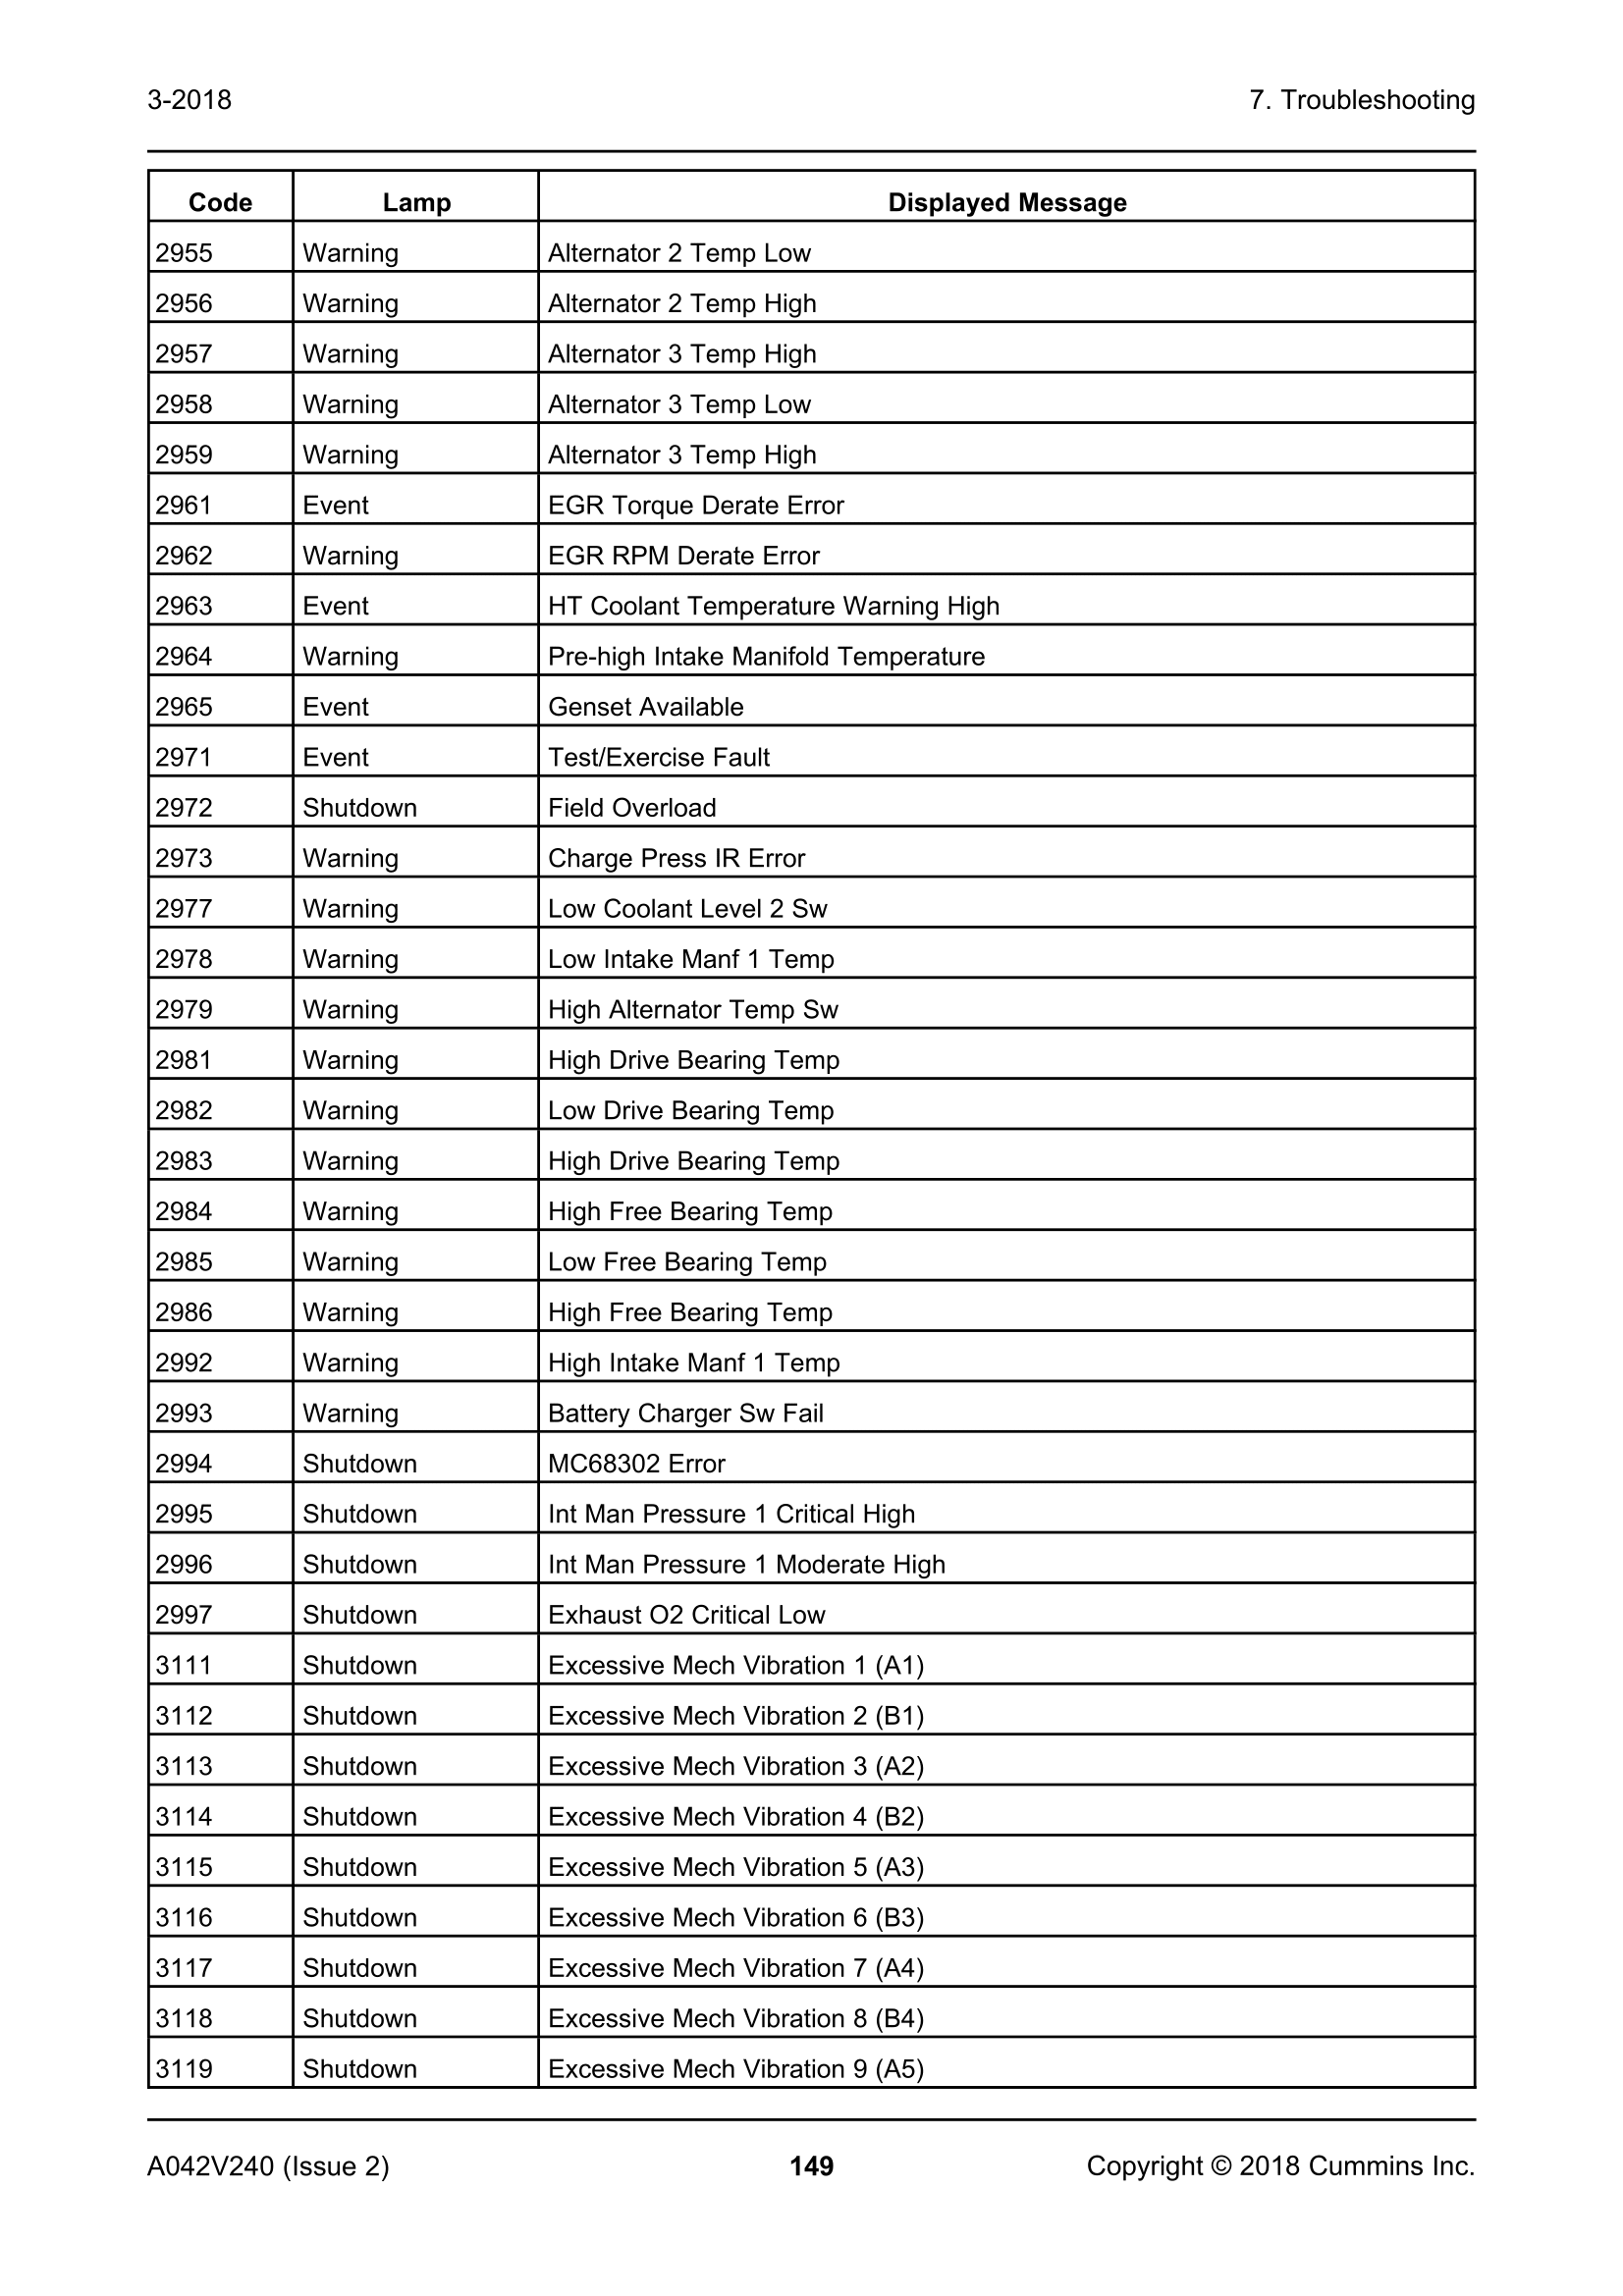 3-2018 7. Troubleshooting
Code Lamp Displayed Message
2955 Warning Alternator 2 Temp Low
2956 Warning Alternator 2 Temp High
2957 Warning Alternator 3 Temp High
2958 Warning Alternator 3 Temp Low
2959 Warning Alternator 3 Temp High
2961 Event EGR Torque Derate Error
2962 Warning EGR RPM Derate Error
2963 Event HT Coolant Temperature Warning High
2964 Warning Pre-high Intake Manifold Temperature
2965 Event Genset Available
2971 Event Test/Exercise Fault
2972 Shutdown Field Overload
2973 Warning Charge Press IR Error
2977 Warning Low Coolant Level 2 Sw
2978 Warning Low Intake Manf 1 Temp
2979 Warning High Alternator Temp Sw
2981 Warning High Drive Bearing Temp
2982 Warning Low Drive Bearing Temp
2983 Warning High Drive Bearing Temp
2984 Warning High Free Bearing Temp
2985 Warning Low Free Bearing Temp
2986 Warning High Free Bearing Temp
2992 Warning High Intake Manf 1 Temp
2993 Warning Battery Charger Sw Fail
2994 Shutdown MC68302 Error
2995 Shutdown Int Man Pressure 1 Critical High
2996 Shutdown Int Man Pressure 1 Moderate High
2997 Shutdown Exhaust O2 Critical Low
3111 Shutdown Excessive Mech Vibration 1 (A1)
3112 Shutdown Excessive Mech Vibration 2 (B1)
3113 Shutdown Excessive Mech Vibration 3 (A2)
3114 Shutdown Excessive Mech Vibration 4 (B2)
3115 Shutdown Excessive Mech Vibration 5 (A3)
3116 Shutdown Excessive Mech Vibration 6 (B3)
3117 Shutdown Excessive Mech Vibration 7 (A4)
3118 Shutdown Excessive Mech Vibration 8 (B4)
3119 Shutdown Excessive Mech Vibration 9 (A5)
A042V240 (Issue 2) 149 Copyright © 2018 Cummins Inc.